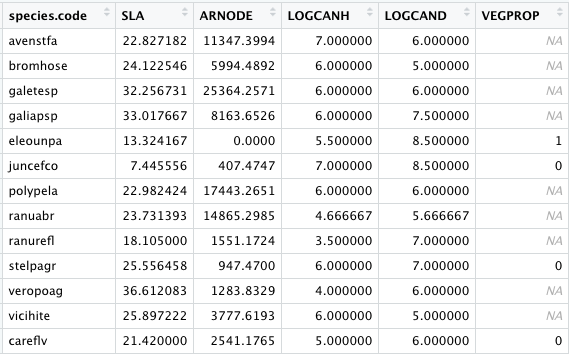 species.code SLA ARNODE LOGCANH LOGCAND VEGPROP
avenstfa 22.827182 11347.3994 7.000000 6.000000 NA
bromhose 24.122546 5994.4892 6.000000 5.000000 NA
galetesp 32.256731 25364.2571 6.000000 6.000000 NA
galiapsp 33.017667 8163.6526 6.000000 7.500000 NA
eleounpa 13.324167 0.0000 5.500000 8.500000 1
juncefco 7.445556 407.4747 7.000000 8.500000 0
polypela 22.982424 17443.2651 6.000000 6.000000 NA
ranuabr 23.731393 14865.2985 4.666667 5.666667 NA
ranurefl 18.105000 1551.1724 3.500000 7.000000 NA
stelpagr 25.556458 947.4700 6.000000 7.000000 0
veropoag 36.612083 1283.8329 4.000000 6.000000 NA
vicihite 25.897222 3777.6193 6.000000 5.000000 NA
careflv 21.420000 2541.1765 5.000000 6.000000 0